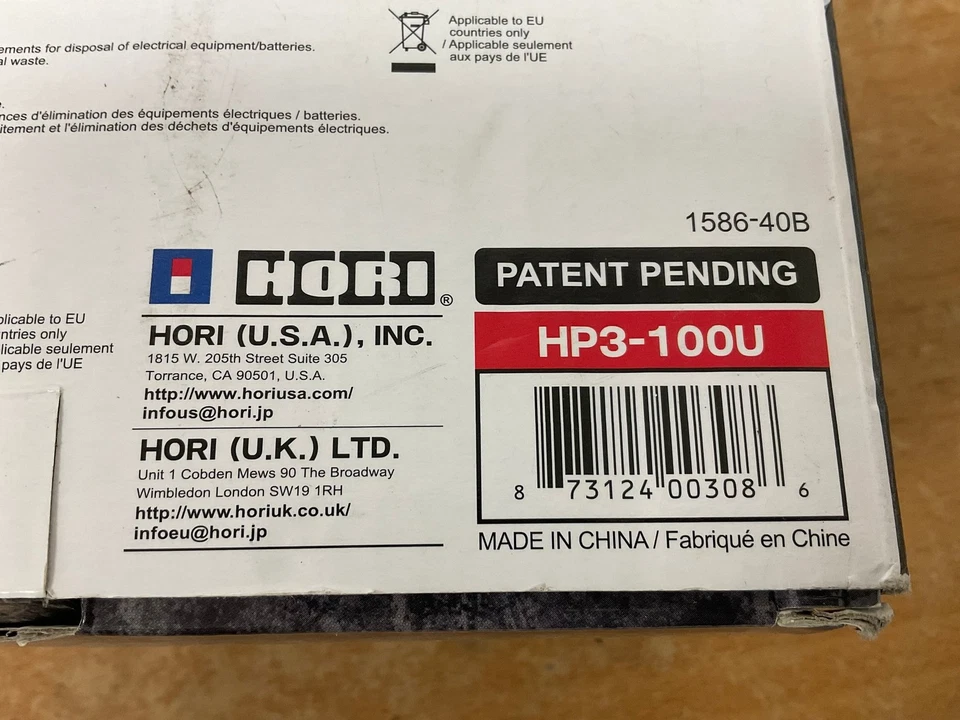 Applicable to EU
countries only
/ Applicable seulement
aux pays de l'UE
ements for disposal of electrical equipment/batteries.
al waste.
nces d'élimination des équipements électriques / batteries.
itement et l'élimination des déchets d'équipements électriques.
1586-40B
plicable to EU
ntries only
licable seulement
pays de l'UE
HORI®
HORI (U.S.A.), INC.
1815 W. 205th Street Suite 305
Torrance, CA 90501, U.S.A.
http://www.horiusa.com/
infous@hori.jp
HORI (U.K.) LTD.
Unit 1 Cobden Mews 90 The Broadway
Wimbledon London SW19 1RH
http://www.horiuk.co.uk/
infoeu@hori.jp
PATENT PENDING
HP3-100U
8 73124 00308 6
MADE IN CHINA / Fabriqué en Chine